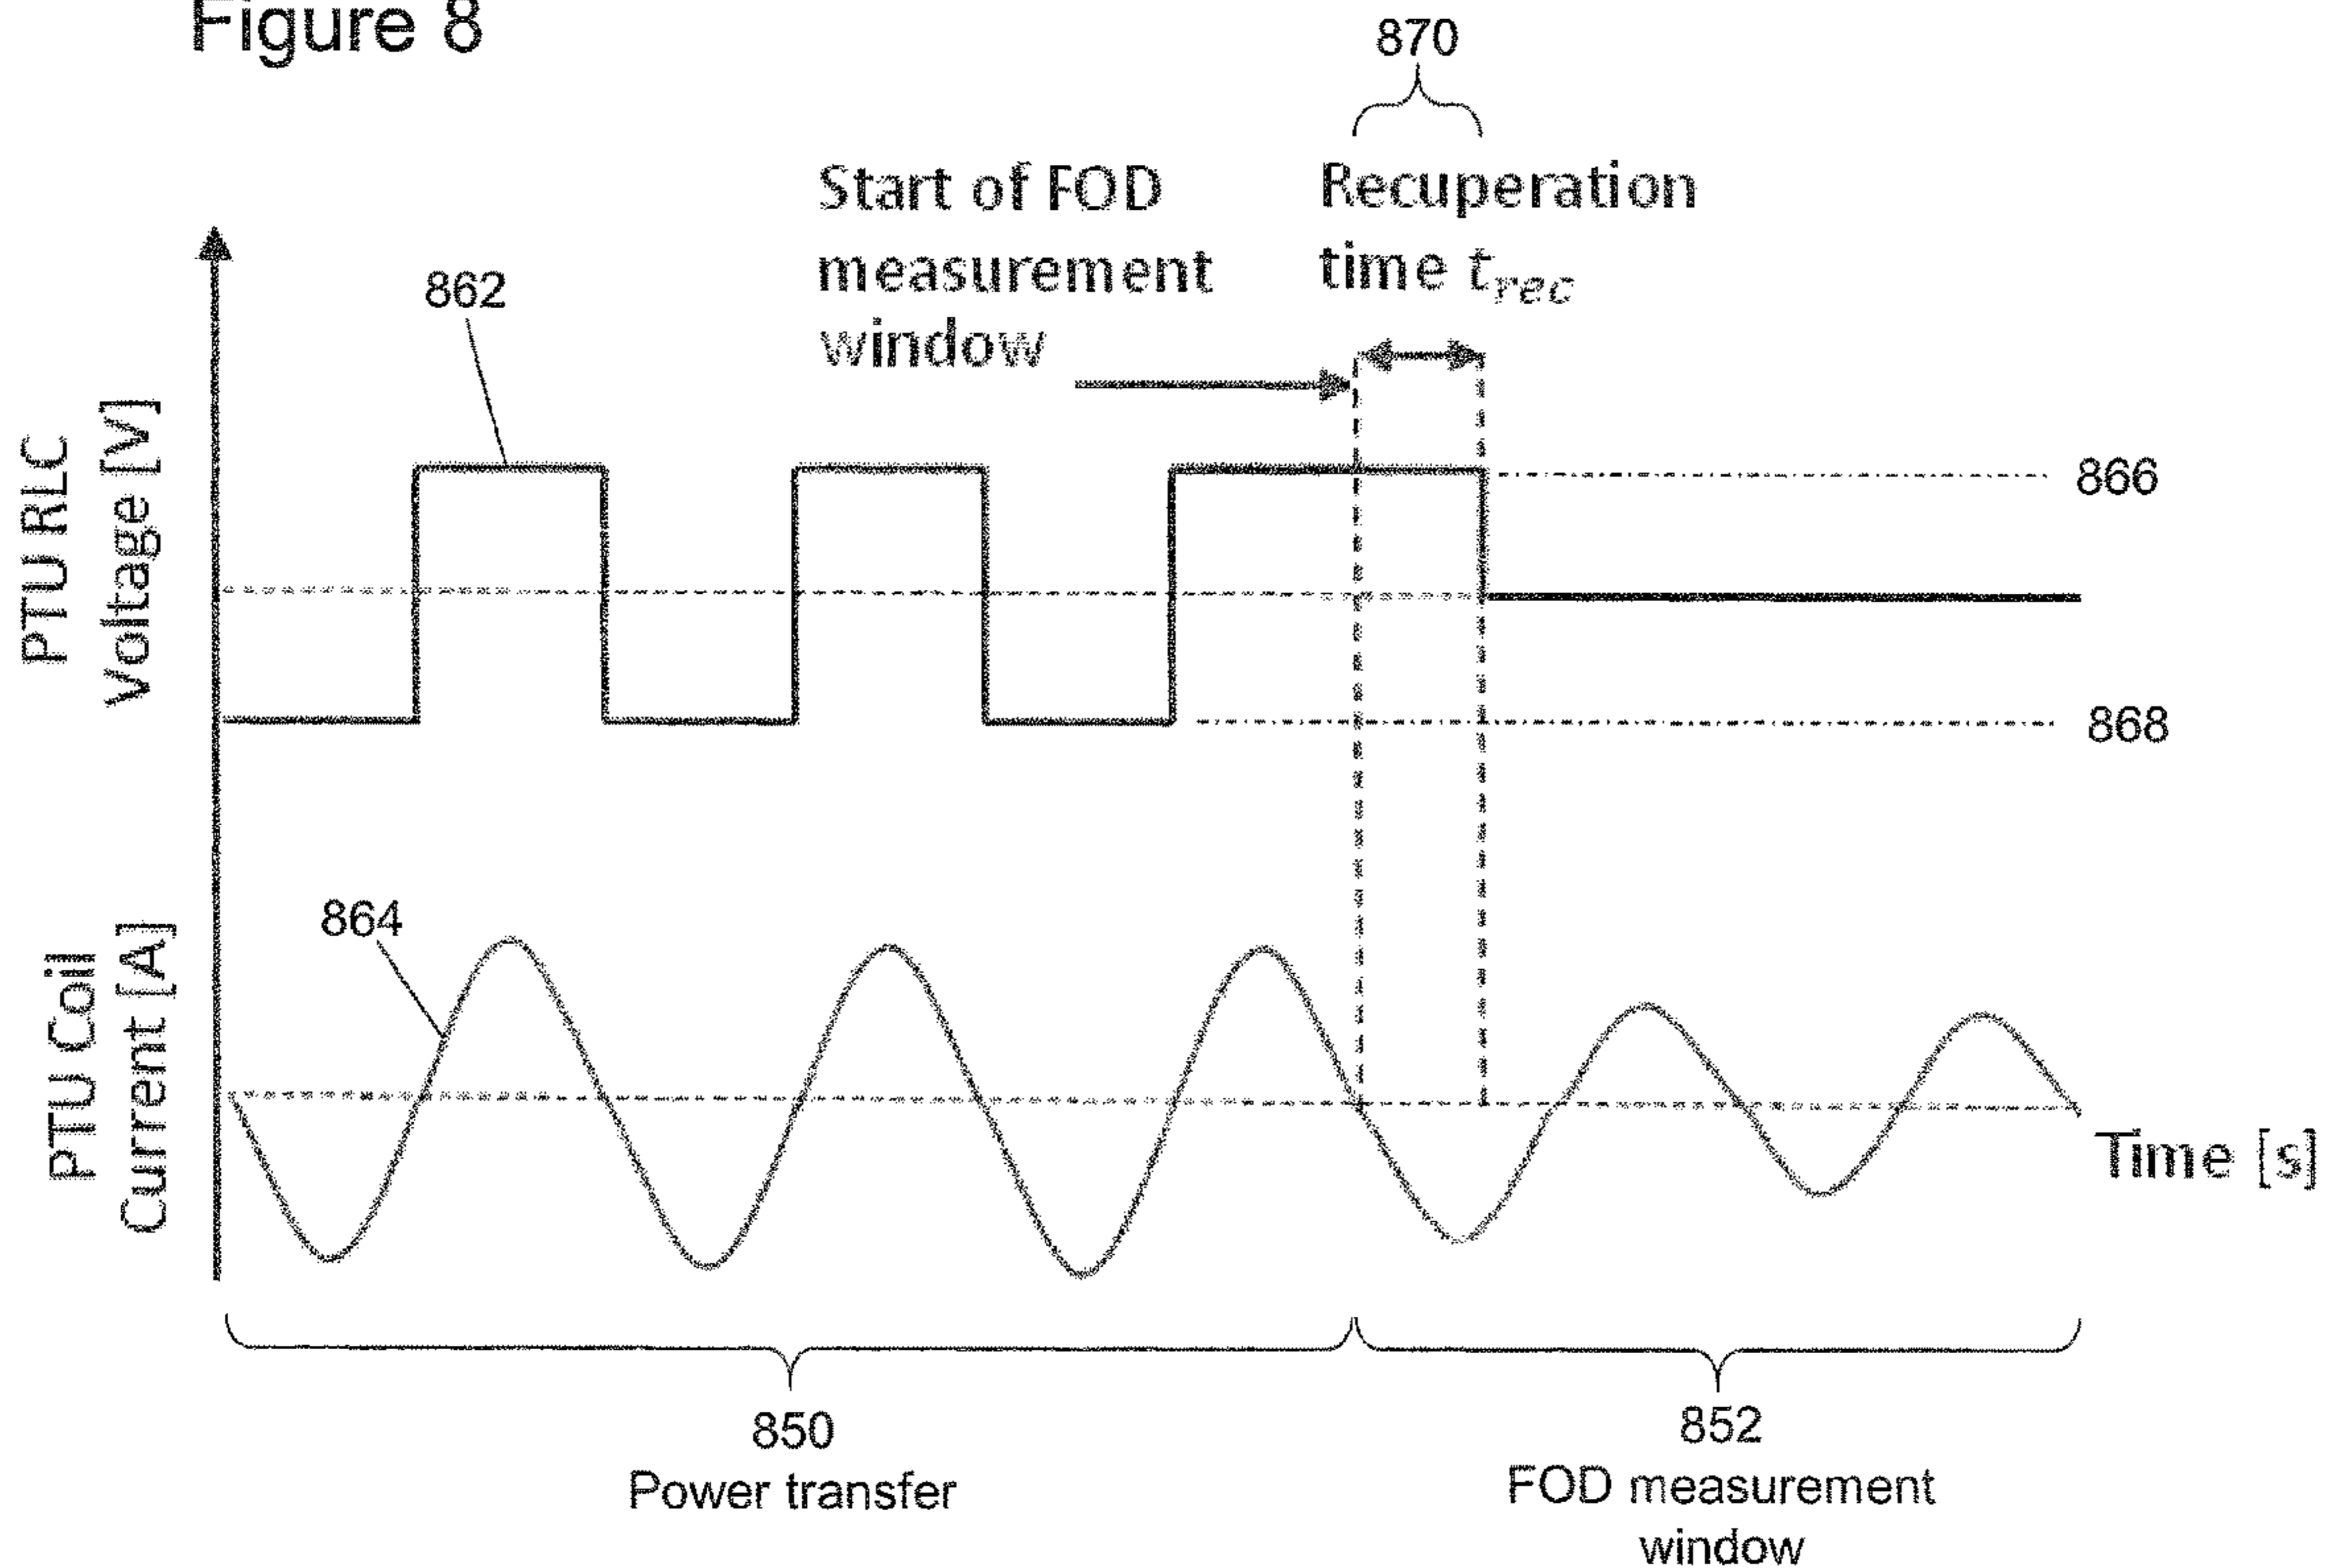 Figure 8
870
Start of FOD
measurement
window
Recuperation
time t_rec
862
866
868
PTU RLC
Voltage [V]
864
PTU Coil
Current [A]
Time [s]
850
Power transfer
852
FOD measurement
window